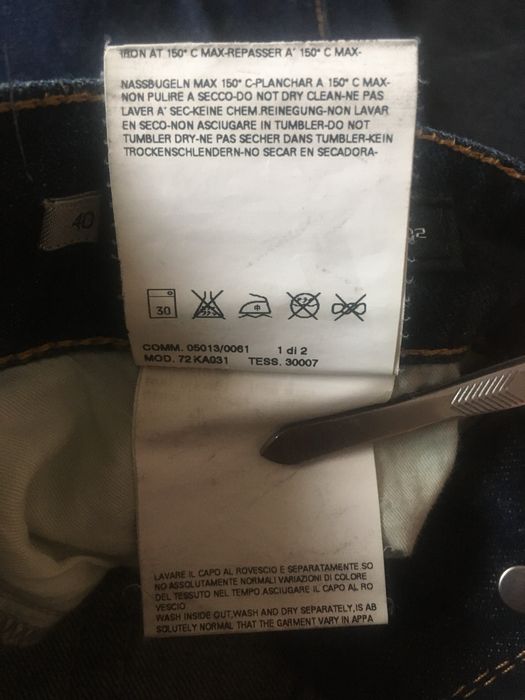 IRON AT 150° C MAX-REPASSER A' 150° C MAX-
NASSBUGELN MAX 150° C-PLANCHAR A 150° C MAX-
NON PULIRE A SECCO-DO NOT DRY CLEAN-NE PAS
LAVER A' SEC-KEINE CHEM.REINEGUNG-NON LAVAR
EN SECO-NON ASCIUGARE IN TUMBLER-DO NOT
TUMBLER DRY-NE PAS SECHER DANS TUMBLER-KEIN
TROCKENSCHLENDERN-NO SECAR EN SECADORA-
40
30
COMM. 05013/0061 1 di 2
MOD. 72KA031 TESS. 30007
LAVARE IL CAPO AL ROVESCIO E SEPARATAMENTE SO
NO ASSOLUTAMENTE NORMALI VARIAZIONI DI COLORE
DEL TESSUTO NEL TEMPO ASCIUGARE IL CAPO AL RO
VESCIO
WASH INSIDE OUT,WASH AND DRY SEPARATELY,IS AB
SOLUTELY NORMAL THAT THE GARMENT VARY IN APPA